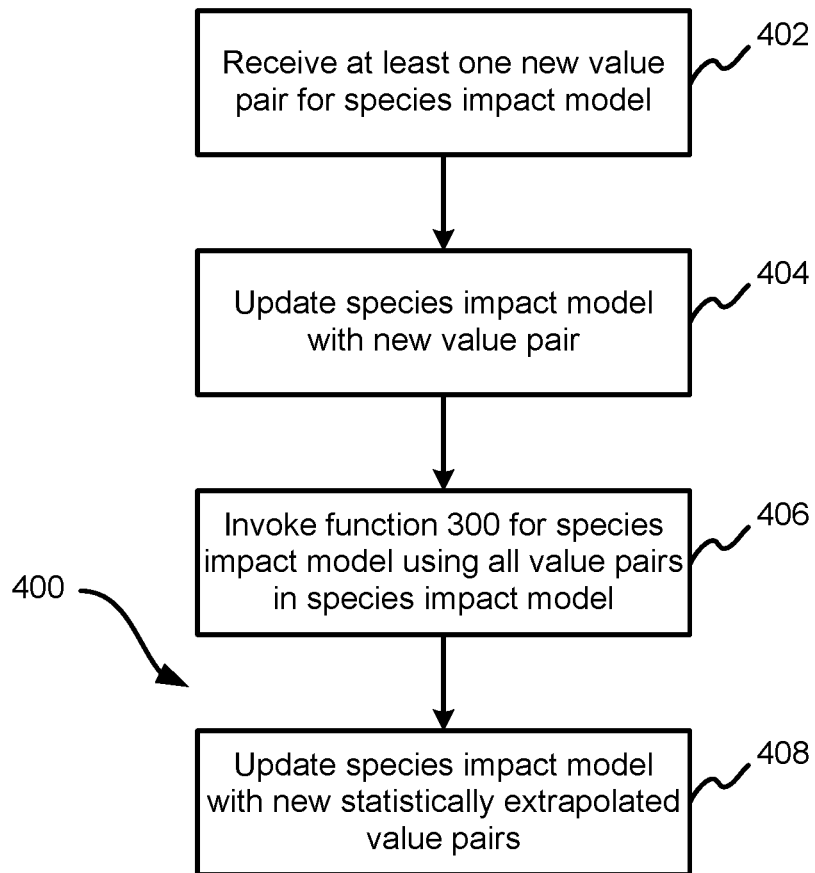 Receive at least one new value
pair for species impact model
402
Update species impact model
with new value pair
404
Invoke function 300 for species
impact model using all value pairs
in species impact model
406
400
Update species impact model
with new statistically extrapolated
value pairs
408